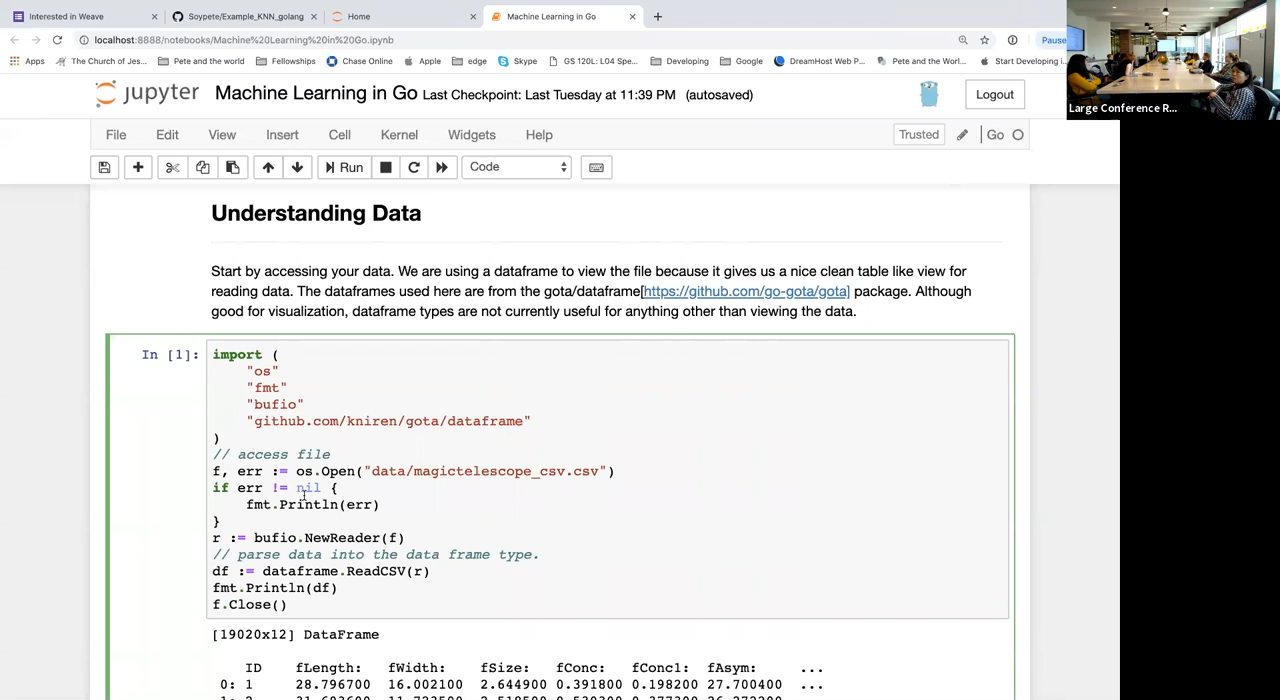 Interested in Weave
Soypete/Example_KNN_golang
Home
Machine Learning in Go
localhost:8888/notebooks/Machine%20Learning%20in%20Go.ipynb
Pause
Apps
The Church of Jes...
Pete and the world
Fellowships
Chase Online
Apple
edge
Skype
GS 120L: L04 Spe...
Developing
Google
DreamHost Web P...
Pete and the Worl...
Start Developing i...
Large Conference R...
jupyter Machine Learning in Go Last Checkpoint: Last Tuesday at 11:39 PM (autosaved)
Logout
File Edit View Insert Cell Kernel Widgets Help
Trusted
Go
Run
Code
Understanding Data
Start by accessing your data. We are using a dataframe to view the file because it gives us a nice clean table like view for
reading data. The dataframes used here are from the gota/dataframe[https://github.com/go-gota/gota] package. Although
good for visualization, dataframe types are not currently useful for anything other than viewing the data.
In [1]: import (
"os"
"fmt"
"bufio"
"github.com/kniren/gota/dataframe"
)
// access file
f, err := os.Open("data/magictelescope_csv.csv")
if err != nil {
fmt.Println(err)
}
r := bufio.NewReader(f)
// parse data into the data frame type.
df := dataframe.ReadCSV(r)
fmt.Println(df)
f.Close()
[19020x12] DataFrame
ID fLength: fWidth: fSize: fConc: fConc1: fAsym: ...
0: 1 28.796700 16.002100 2.644900 0.391800 0.198200 27.700400 ...